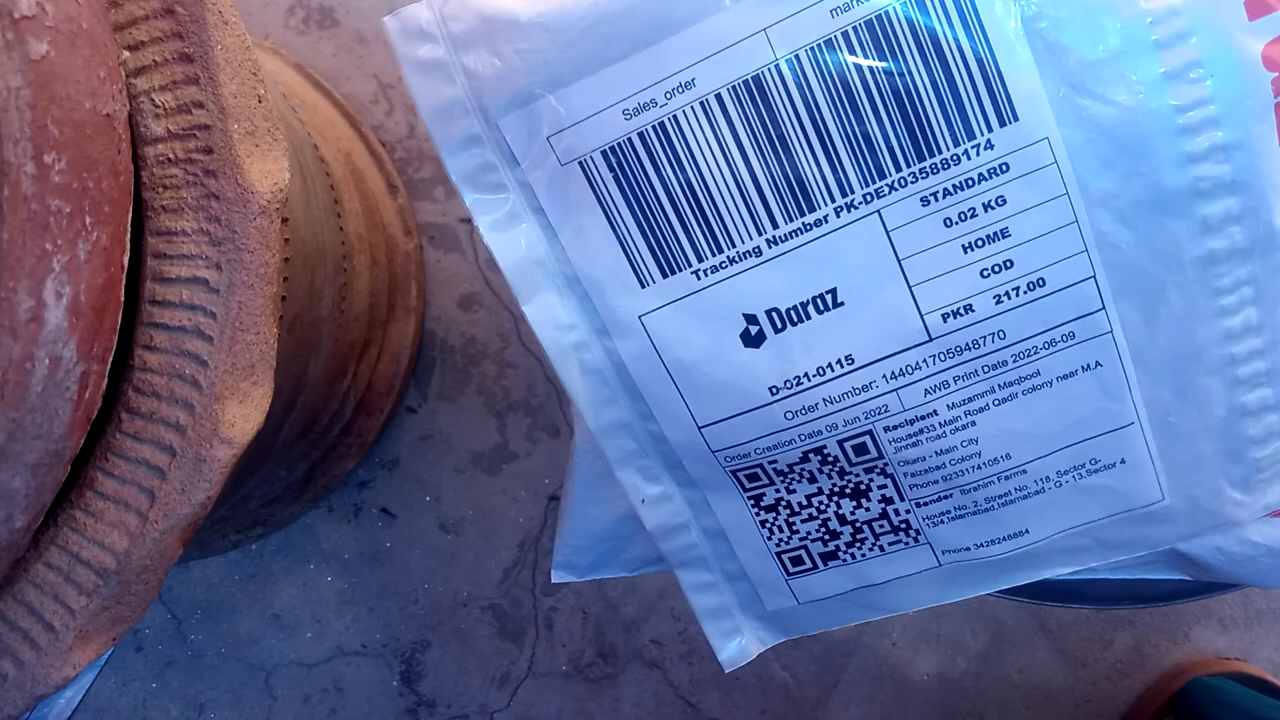 Sales_order
Tracking Number PK-DEX035889174
STANDARD
0.02 KG
HOME
COD
PKR 217.00
Daraz
D-021-0115
Order Number: 144041705948770
Order Creation Date 09 Jun 2022
AWB Print Date 2022-06-09
Recipient Muzammil Maqbool
House#33 Main Road Qadir colony near M.A
Jinnah road okara
Okara - Main City
Faizabad Colony
Phone 923317410516
Sender Ibrahim Farms
House No. 2, Street No. 118, Sector G-
13/4,Islamabad,Islamabad - G - 13,Sector 4
Phone 3428246884